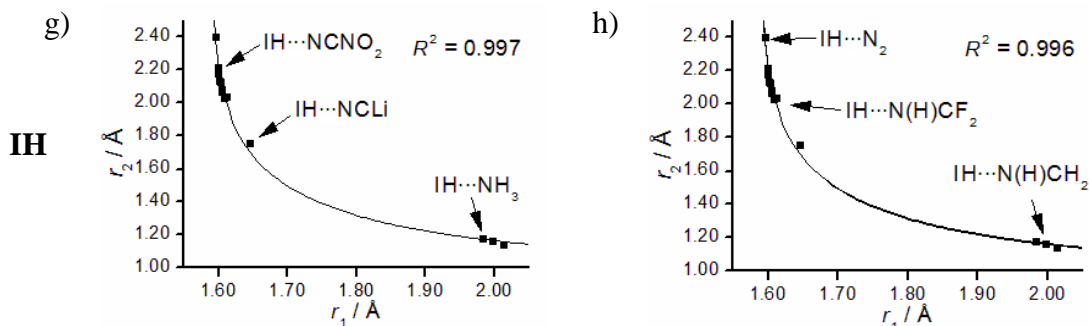 g)
IH
2.40
2.20
2.00
1.80
1.60
1.40
1.20
1.00
r₂ / Å
IH···NCNO₂
R² = 0.997
IH···NCLi
IH···NH₃
1.60
1.70
1.80
1.90
2.00
r₁ / Å
h)
2.40
2.20
2.00
1.80
1.60
1.40
1.20
1.00
r₂ / Å
IH···N₂
R² = 0.996
IH···N(H)CF₂
IH···N(H)CH₂
1.60
1.70
1.80
1.90
2.00
r₁ / Å